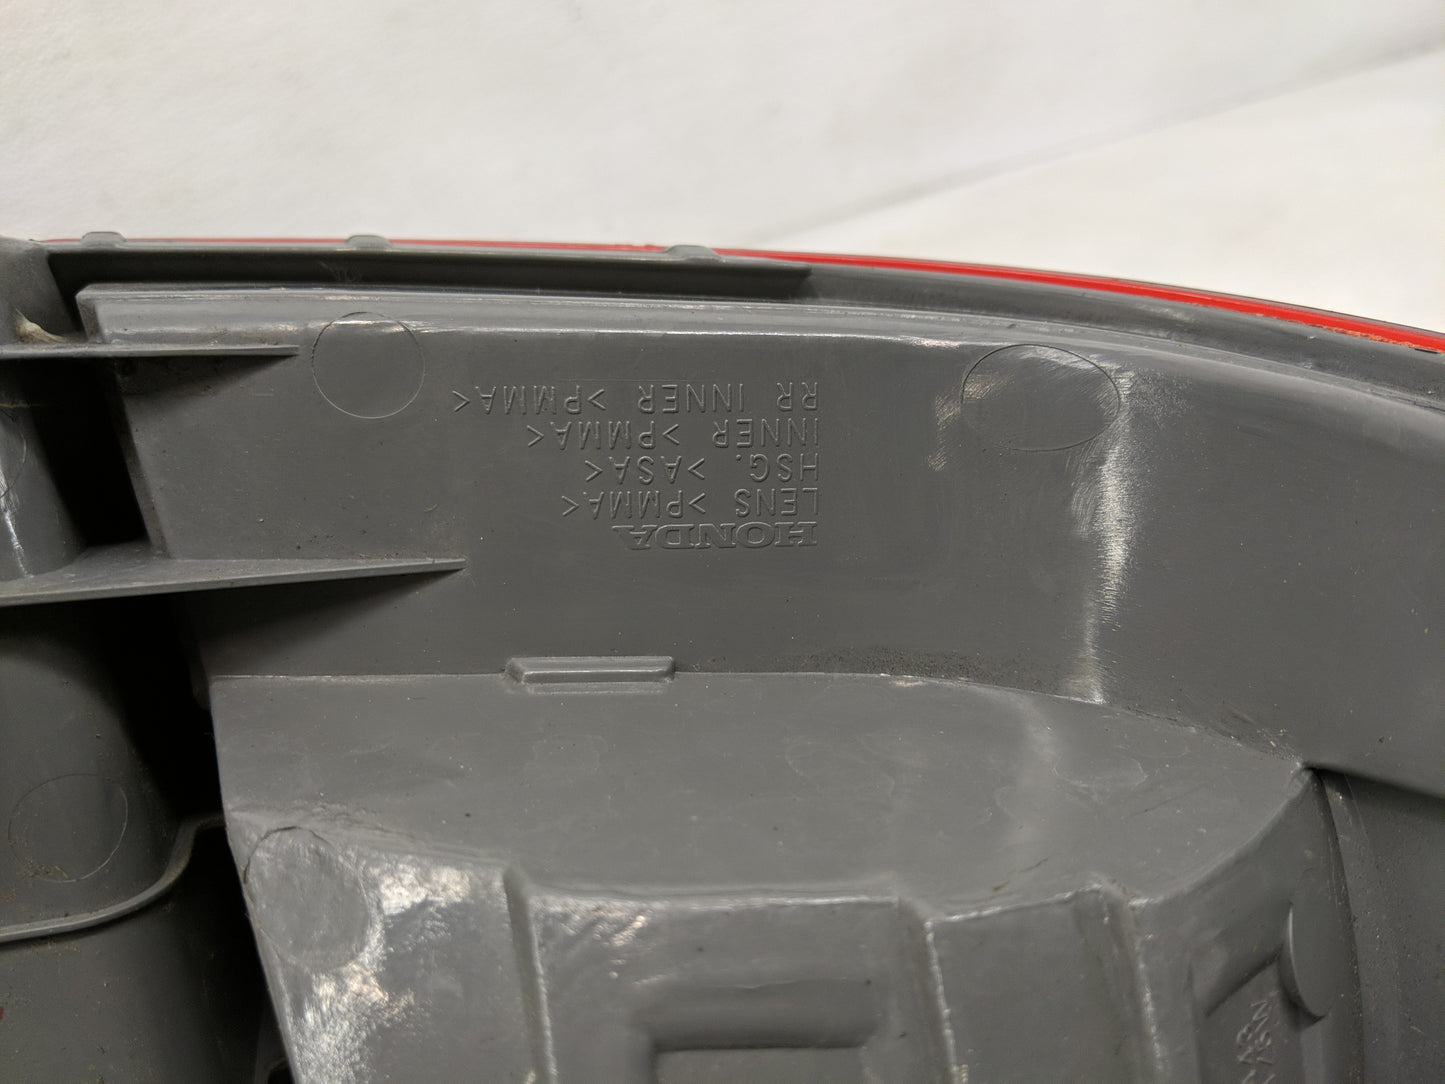 HONDA
LENS >PMMA<
HSG. >ASA<
INNER >PMMA<
RR INNER >PMMA<